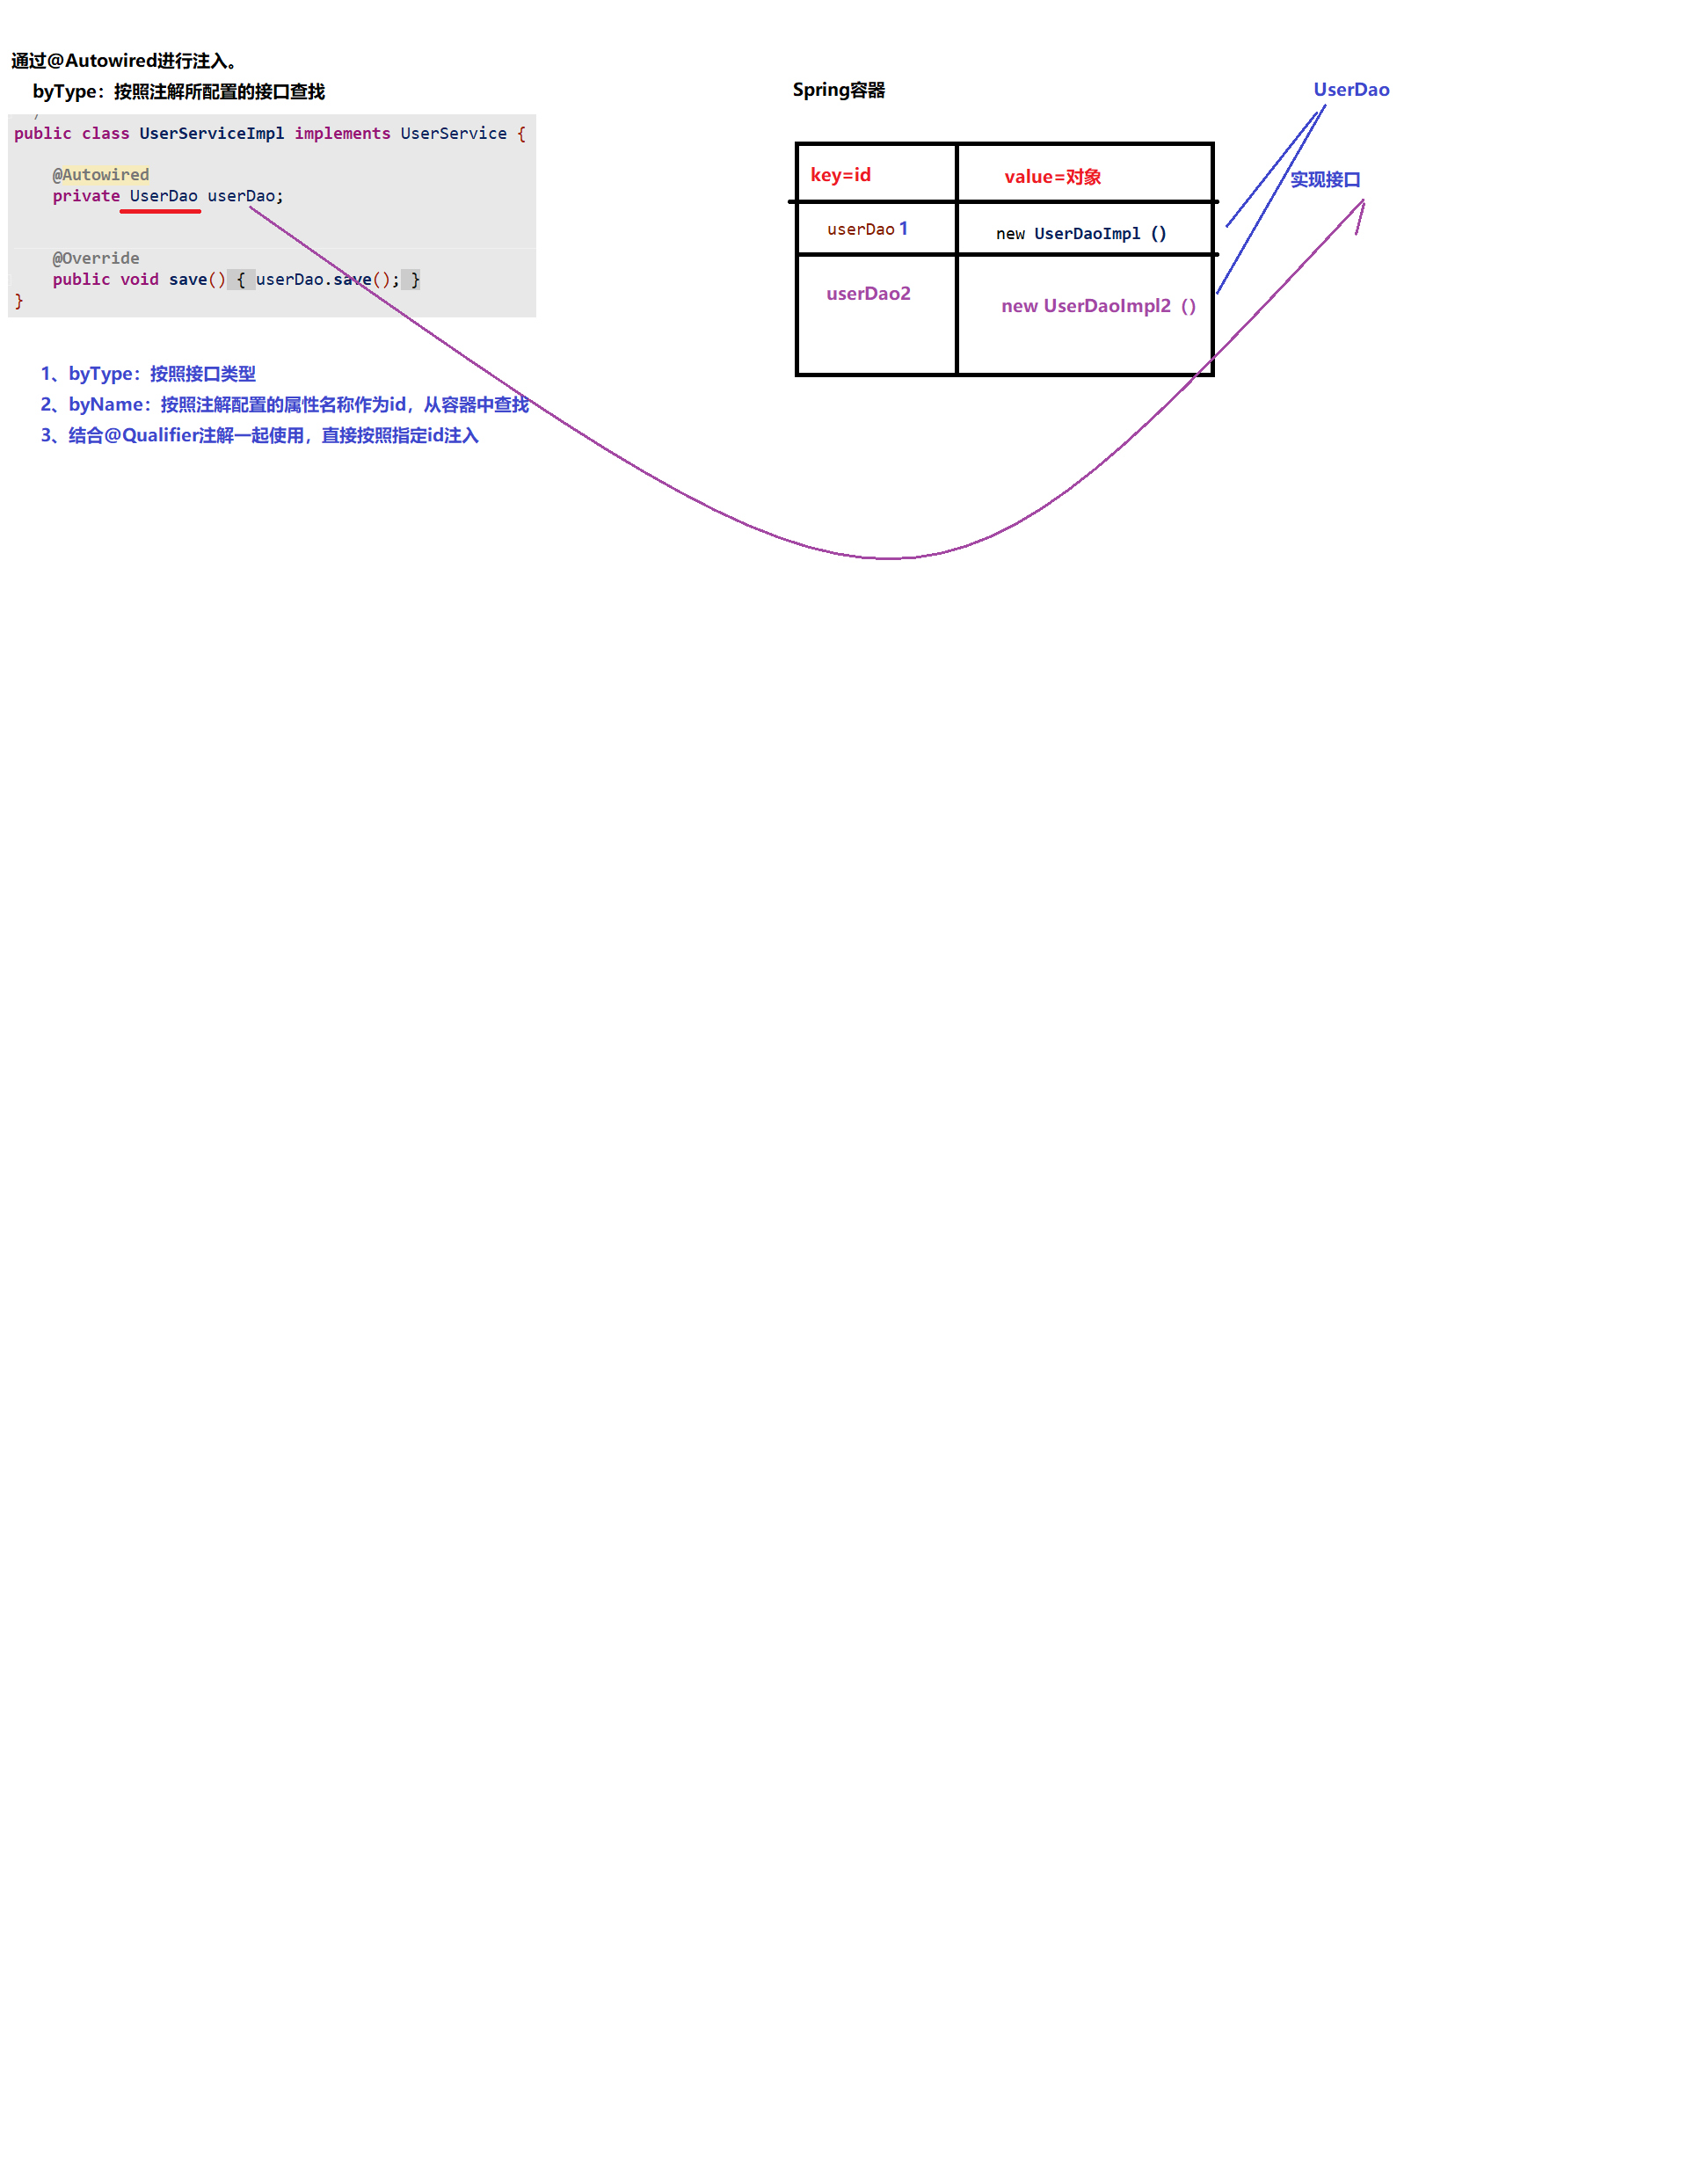 通过@Autowired进行注入。
byType：按照注解所配置的接口查找
public class UserServiceImpl implements UserService {
@Autowired
private UserDao userDao;
@Override
public void save() { userDao.save(); }
}
1、byType：按照接口类型
2、byName：按照注解配置的属性名称作为id，从容器中查找
3、结合@Qualifier注解一起使用，直接按照指定id注入
Spring容器
key=id value=对象
userDao 1 new UserDaoImpl（）
userDao2 new UserDaoImpl2（）
UserDao
实现接口